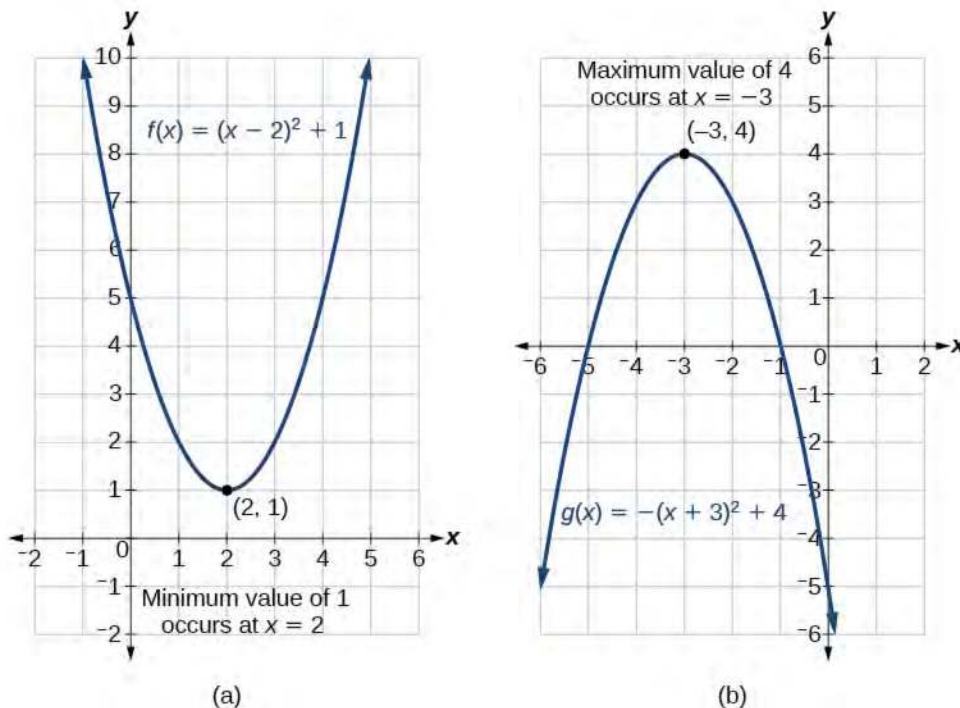 y
10
9
f(x) = (x − 2)² + 1
8
7
6
5
4
3
2
1
(2, 1)
−2 −1 0 1 2 3 4 5 6 x
−1
Minimum value of 1
occurs at x = 2
−2
(a)
y
6
Maximum value of 4
occurs at x = −3
5
(−3, 4)
4
3
2
1
−6 −5 −4 −3 −2 −1 0 1 2 x
−1
−2
−3
g(x) = −(x + 3)² + 4
−4
−5
−6
(b)